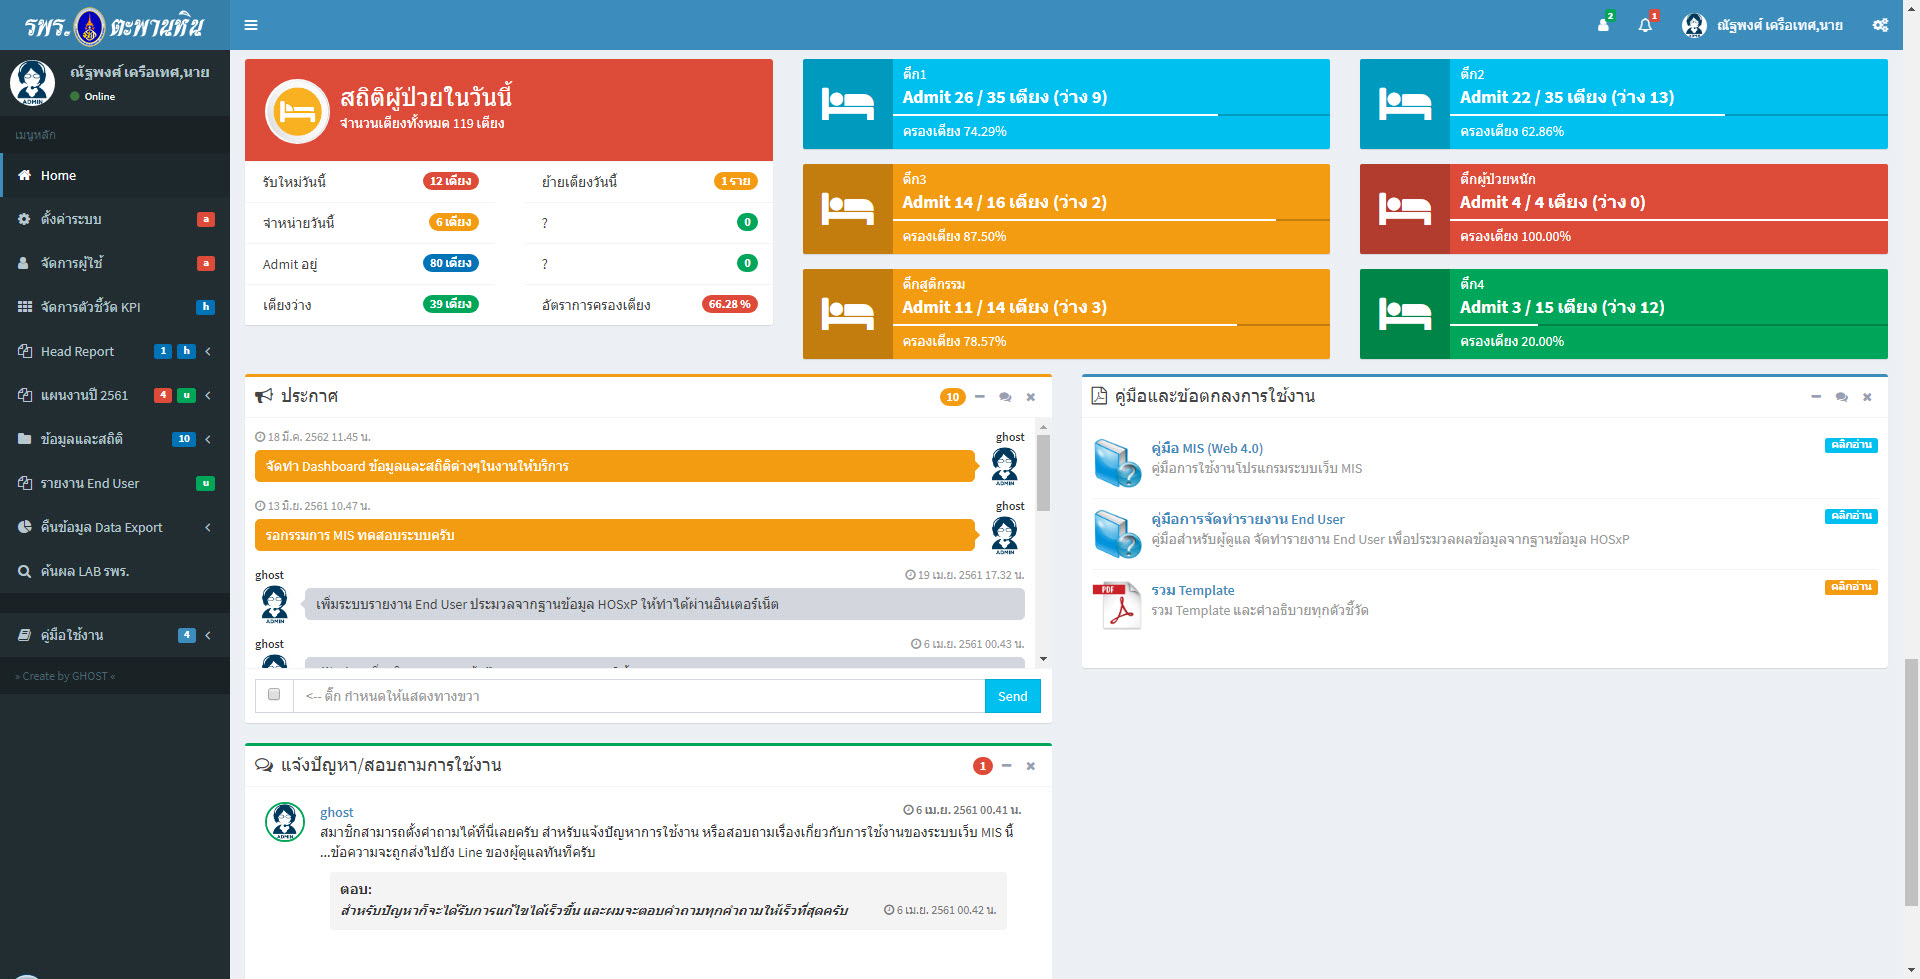 รพร. ตะพานหิน
2
1
ณัฐพงศ์ เครือเทศ,นาย
ณัฐพงศ์ เครือเทศ,นาย
Online
เมนูหลัก
Home
ตั้งค่าระบบ a
จัดการผู้ใช้ a
จัดการตัวชี้วัด KPI h
Head Report 1 h
แผนงานปี 2561 4 u
ข้อมูลและสถิติ 10
รายงาน End User u
คืนข้อมูล Data Export
ค้นผล LAB รพร.
คู่มือใช้งาน 4
» Create by GHOST «
สถิติผู้ป่วยในวันนี้
จำนวนเตียงทั้งหมด 119 เตียง
รับใหม่วันนี้ 12 เตียง
ย้ายเตียงวันนี้ 1 ราย
จำหน่ายวันนี้ 6 เตียง
? 0
Admit อยู่ 80 เตียง
? 0
เตียงว่าง 39 เตียง
อัตราการครองเตียง 66.28 %
ตึก1
Admit 26 / 35 เตียง (ว่าง 9)
ครองเตียง 74.29%
ตึก2
Admit 22 / 35 เตียง (ว่าง 13)
ครองเตียง 62.86%
ตึก3
Admit 14 / 16 เตียง (ว่าง 2)
ครองเตียง 87.50%
ตึกผู้ป่วยหนัก
Admit 4 / 4 เตียง (ว่าง 0)
ครองเตียง 100.00%
ตึกสูติกรรม
Admit 11 / 14 เตียง (ว่าง 3)
ครองเตียง 78.57%
ตึก4
Admit 3 / 15 เตียง (ว่าง 12)
ครองเตียง 20.00%
ประกาศ 10
18 มี.ค. 2562 11.45 น. ghost
จัดทำ Dashboard ข้อมูลและสถิติต่างๆในงานให้บริการ
ADMIN
13 มิ.ย. 2561 10.47 น. ghost
รอกรรมการ MIS ทดสอบระบบครับ
ADMIN
ghost 19 เม.ย. 2561 17.32 น.
เพิ่มระบบรายงาน End User ประมวลจากฐานข้อมูล HOSxP ให้ทำได้ผ่านอินเตอร์เน็ต
ADMIN
ghost 6 เม.ย. 2561 00.43 น.
<-- ติ๊ก กำหนดให้แสดงทางขวา
Send
คู่มือและข้อตกลงการใช้งาน
คู่มือ MIS (Web 4.0) คลิกอ่าน
คู่มือการใช้งานโปรแกรมระบบเว็บ MIS
คู่มือการจัดทำรายงาน End User คลิกอ่าน
คู่มือสำหรับผู้ดูแล จัดทำรายงาน End User เพื่อประมวลผลข้อมูลจากฐานข้อมูล HOSxP
PDF
รวม Template คลิกอ่าน
รวม Template และคำอธิบายทุกตัวชี้วัด
แจ้งปัญหา/สอบถามการใช้งาน 1
ghost 6 เม.ย. 2561 00.41 น.
สมาชิกสามารถตั้งคำถามได้ที่นี่เลยครับ สำหรับแจ้งปัญหาการใช้งาน หรือสอบถามเรื่องเกี่ยวกับการใช้งานของระบบเว็บ MIS นี้
...ข้อความจะถูกส่งไปยัง Line ของผู้ดูแลทันทีครับ
ตอบ:
สำหรับปัญหาก็จะได้รับการแก้ไขได้เร็วขึ้น และผมจะตอบคำถามทุกคำถามให้เร็วที่สุดครับ 6 เม.ย. 2561 00.42 น.